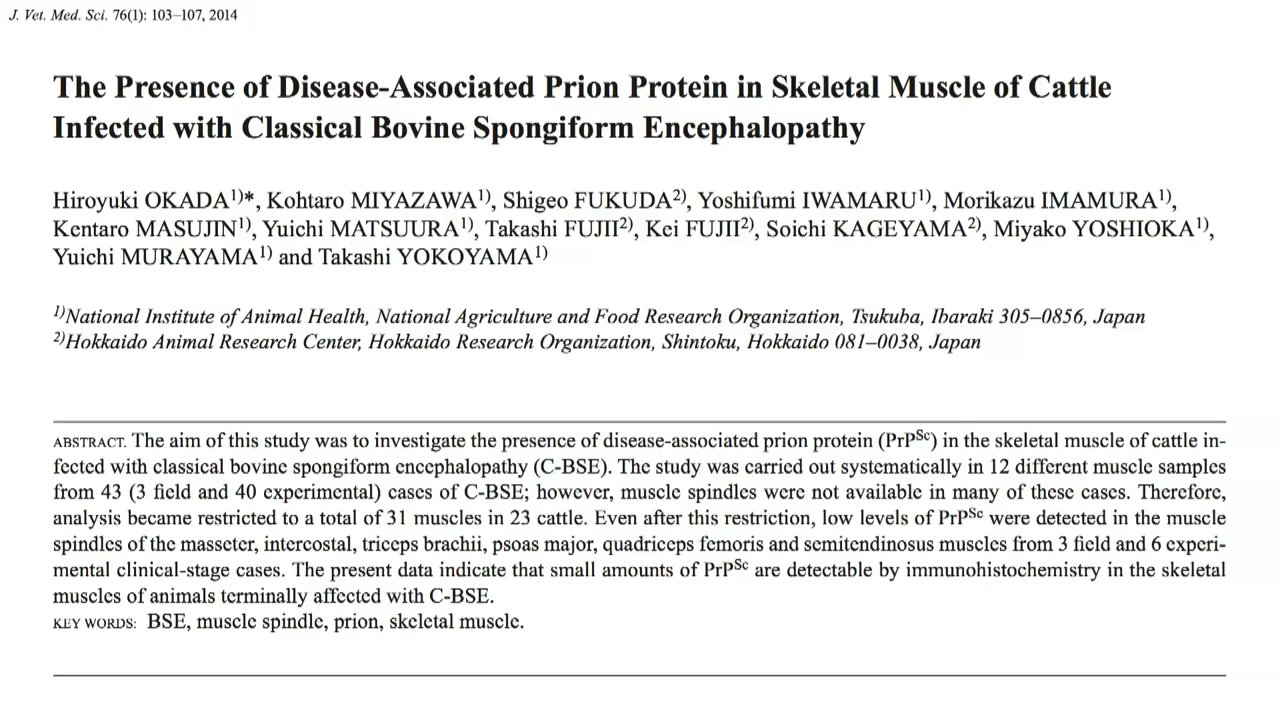 J. Vet. Med. Sci. 76(1): 103–107, 2014
The Presence of Disease-Associated Prion Protein in Skeletal Muscle of Cattle
Infected with Classical Bovine Spongiform Encephalopathy
Hiroyuki OKADA1)*, Kohtaro MIYAZAWA1), Shigeo FUKUDA2), Yoshifumi IWAMARU1), Morikazu IMAMURA1),
Kentaro MASUJIN1), Yuichi MATSUURA1), Takashi FUJII2), Kei FUJII2), Soichi KAGEYAMA2), Miyako YOSHIOKA1),
Yuichi MURAYAMA1) and Takashi YOKOYAMA1)
1)National Institute of Animal Health, National Agriculture and Food Research Organization, Tsukuba, Ibaraki 305–0856, Japan
2)Hokkaido Animal Research Center, Hokkaido Research Organization, Shintoku, Hokkaido 081–0038, Japan
ABSTRACT. The aim of this study was to investigate the presence of disease-associated prion protein (PrPSc) in the skeletal muscle of cattle in-
fected with classical bovine spongiform encephalopathy (C-BSE). The study was carried out systematically in 12 different muscle samples
from 43 (3 field and 40 experimental) cases of C-BSE; however, muscle spindles were not available in many of these cases. Therefore,
analysis became restricted to a total of 31 muscles in 23 cattle. Even after this restriction, low levels of PrPSc were detected in the muscle
spindles of the masseter, intercostal, triceps brachii, psoas major, quadriceps femoris and semitendinosus muscles from 3 field and 6 experi-
mental clinical-stage cases. The present data indicate that small amounts of PrPSc are detectable by immunohistochemistry in the skeletal
muscles of animals terminally affected with C-BSE.
KEY WORDS: BSE, muscle spindle, prion, skeletal muscle.